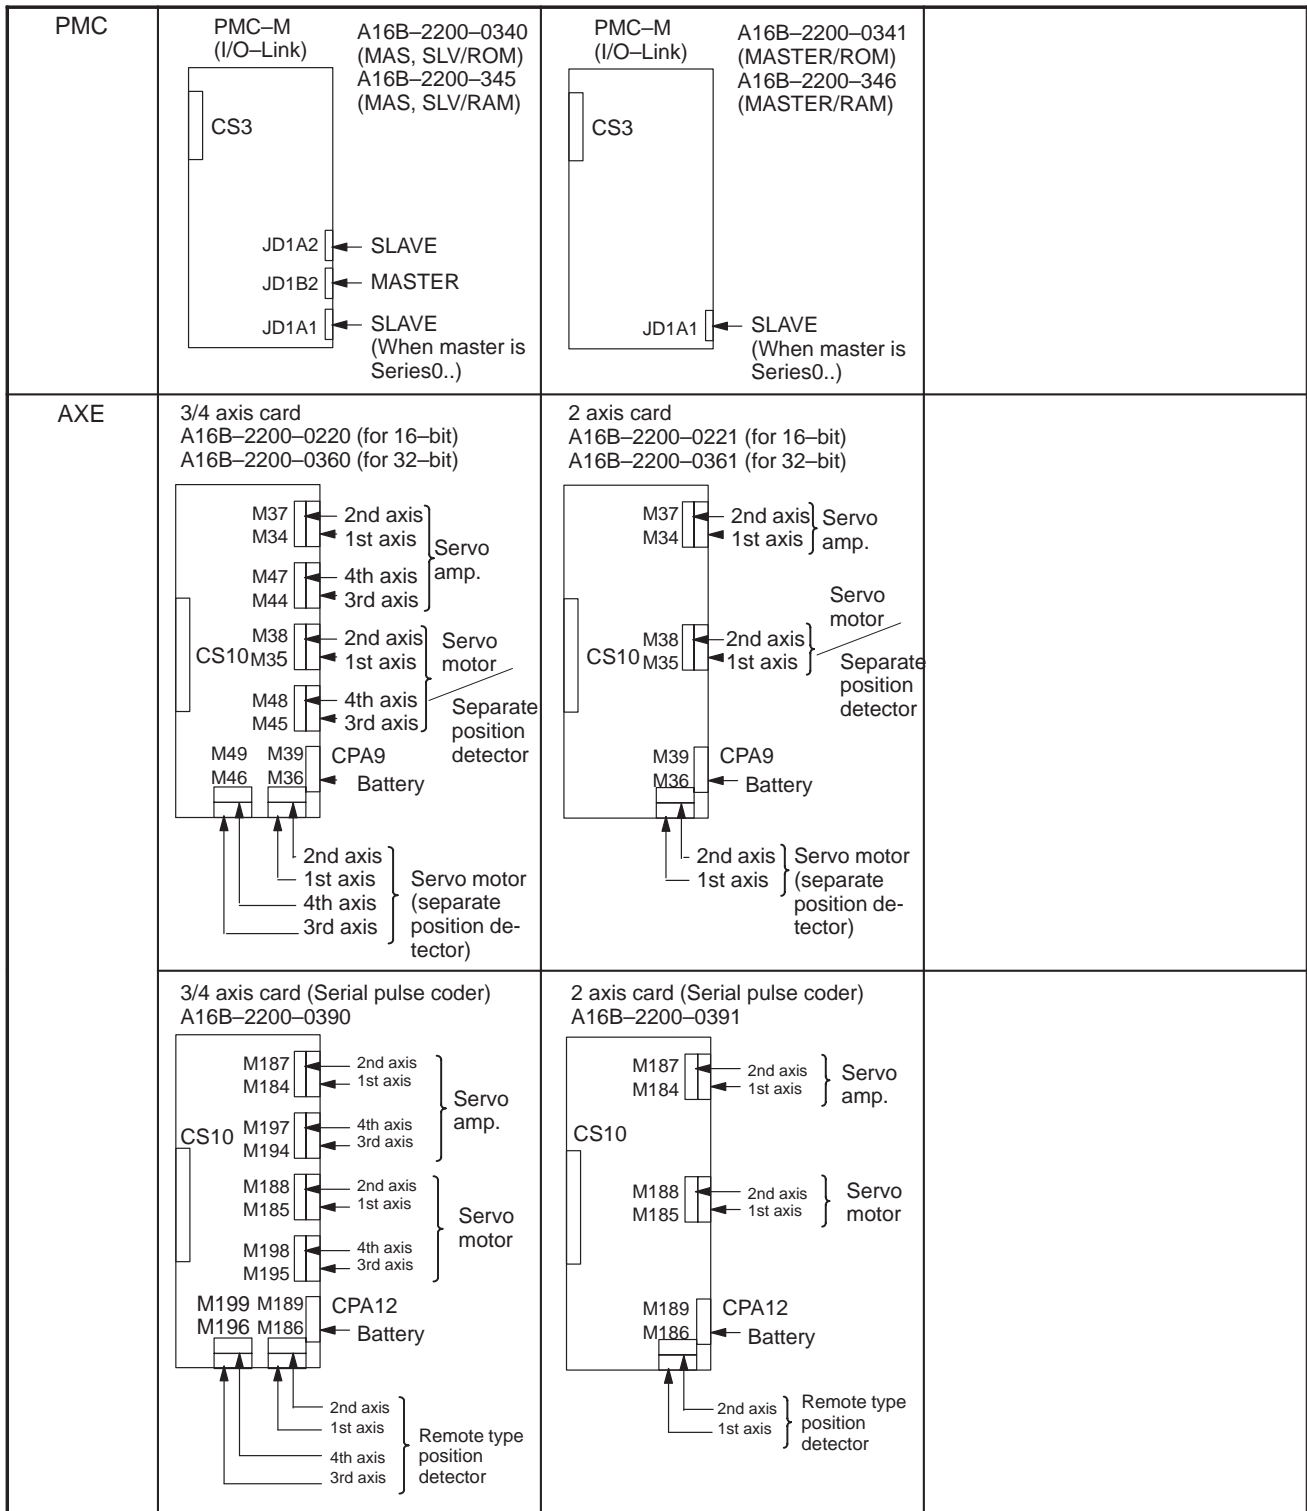 PMC
PMC–M
(I/O–Link)
A16B–2200–0340
(MAS, SLV/ROM)
A16B–2200–345
(MAS, SLV/RAM)
CS3
JD1A2
SLAVE
JD1B2
MASTER
JD1A1
SLAVE
(When master is
Series0..)
PMC–M
(I/O–Link)
A16B–2200–0341
(MASTER/ROM)
A16B–2200–346
(MASTER/RAM)
CS3
JD1A1
SLAVE
(When master is
Series0..)
AXE
3/4 axis card
A16B–2200–0220 (for 16–bit)
A16B–2200–0360 (for 32–bit)
M37
2nd axis
M34
1st axis
Servo
amp.
M47
4th axis
M44
3rd axis
M38
2nd axis
CS10
M35
1st axis
Servo
motor
M48
4th axis
M45
3rd axis
Separate
position
detector
M49
M39
CPA9
M46
M36
Battery
2nd axis
1st axis
4th axis
3rd axis
Servo motor
(separate
position de-
tector)
2 axis card
A16B–2200–0221 (for 16–bit)
A16B–2200–0361 (for 32–bit)
M37
2nd axis
M34
1st axis
Servo
amp.
Servo
motor
M38
2nd axis
CS10
M35
1st axis
Separate
position
detector
M39
CPA9
M36
Battery
2nd axis
1st axis
Servo motor
(separate
position de-
tector)
3/4 axis card (Serial pulse coder)
A16B–2200–0390
M187
2nd axis
M184
1st axis
Servo
amp.
CS10
M197
4th axis
M194
3rd axis
M188
2nd axis
M185
1st axis
Servo
motor
M198
4th axis
M195
3rd axis
M199
M189
CPA12
M196
M186
Battery
2nd axis
1st axis
4th axis
3rd axis
Remote type
position
detector
2 axis card (Serial pulse coder)
A16B–2200–0391
M187
2nd axis
M184
1st axis
Servo
amp.
CS10
M188
2nd axis
M185
1st axis
Servo
motor
M189
CPA12
M186
Battery
2nd axis
1st axis
Remote type
position
detector